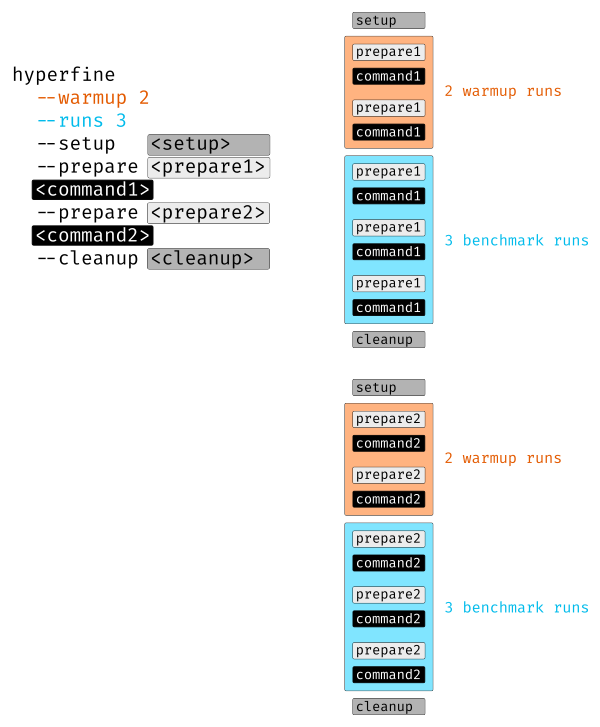 hyperfine
--warmup 2
--runs 3
--setup <setup>
--prepare <prepare1>
<command1>
--prepare <prepare2>
<command2>
--cleanup <cleanup>
setup
prepare1
command1
prepare1
command1
2 warmup runs
prepare1
command1
prepare1
command1
prepare1
command1
3 benchmark runs
cleanup
setup
prepare2
command2
prepare2
command2
2 warmup runs
prepare2
command2
prepare2
command2
prepare2
command2
3 benchmark runs
cleanup